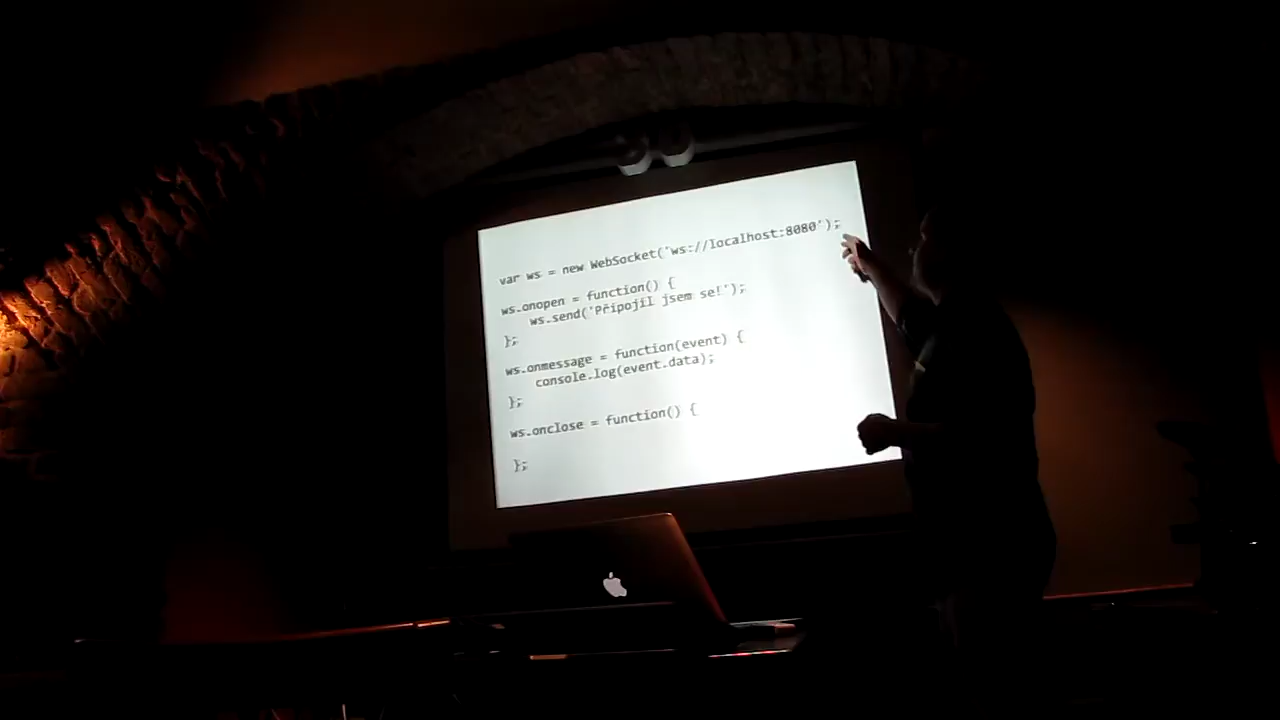 var ws = new WebSocket('ws://localhost:8080');
ws.onopen = function() {
ws.send('Připojil jsem se!');
};
ws.onmessage = function(event) {
console.log(event.data);
};
ws.onclose = function() {
};